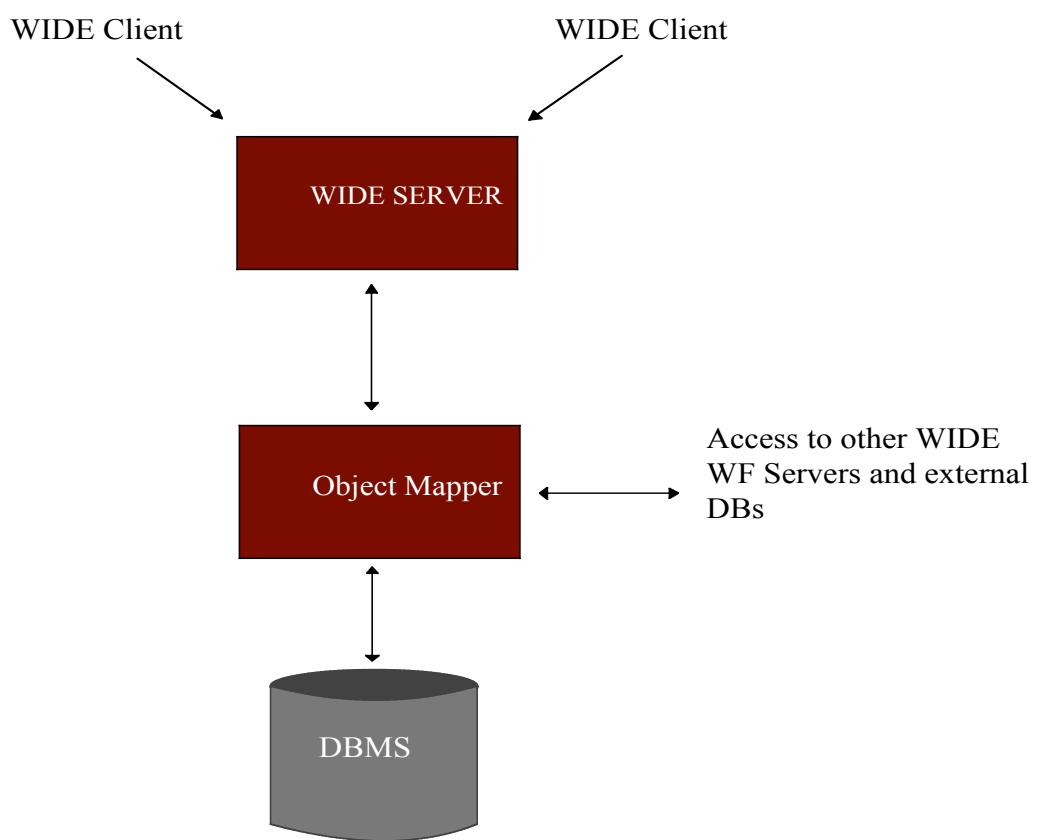 WIDE Client
WIDE Client
WIDE SERVER
Object Mapper
Access to other WIDE
WF Servers and external
DBs
DBMS